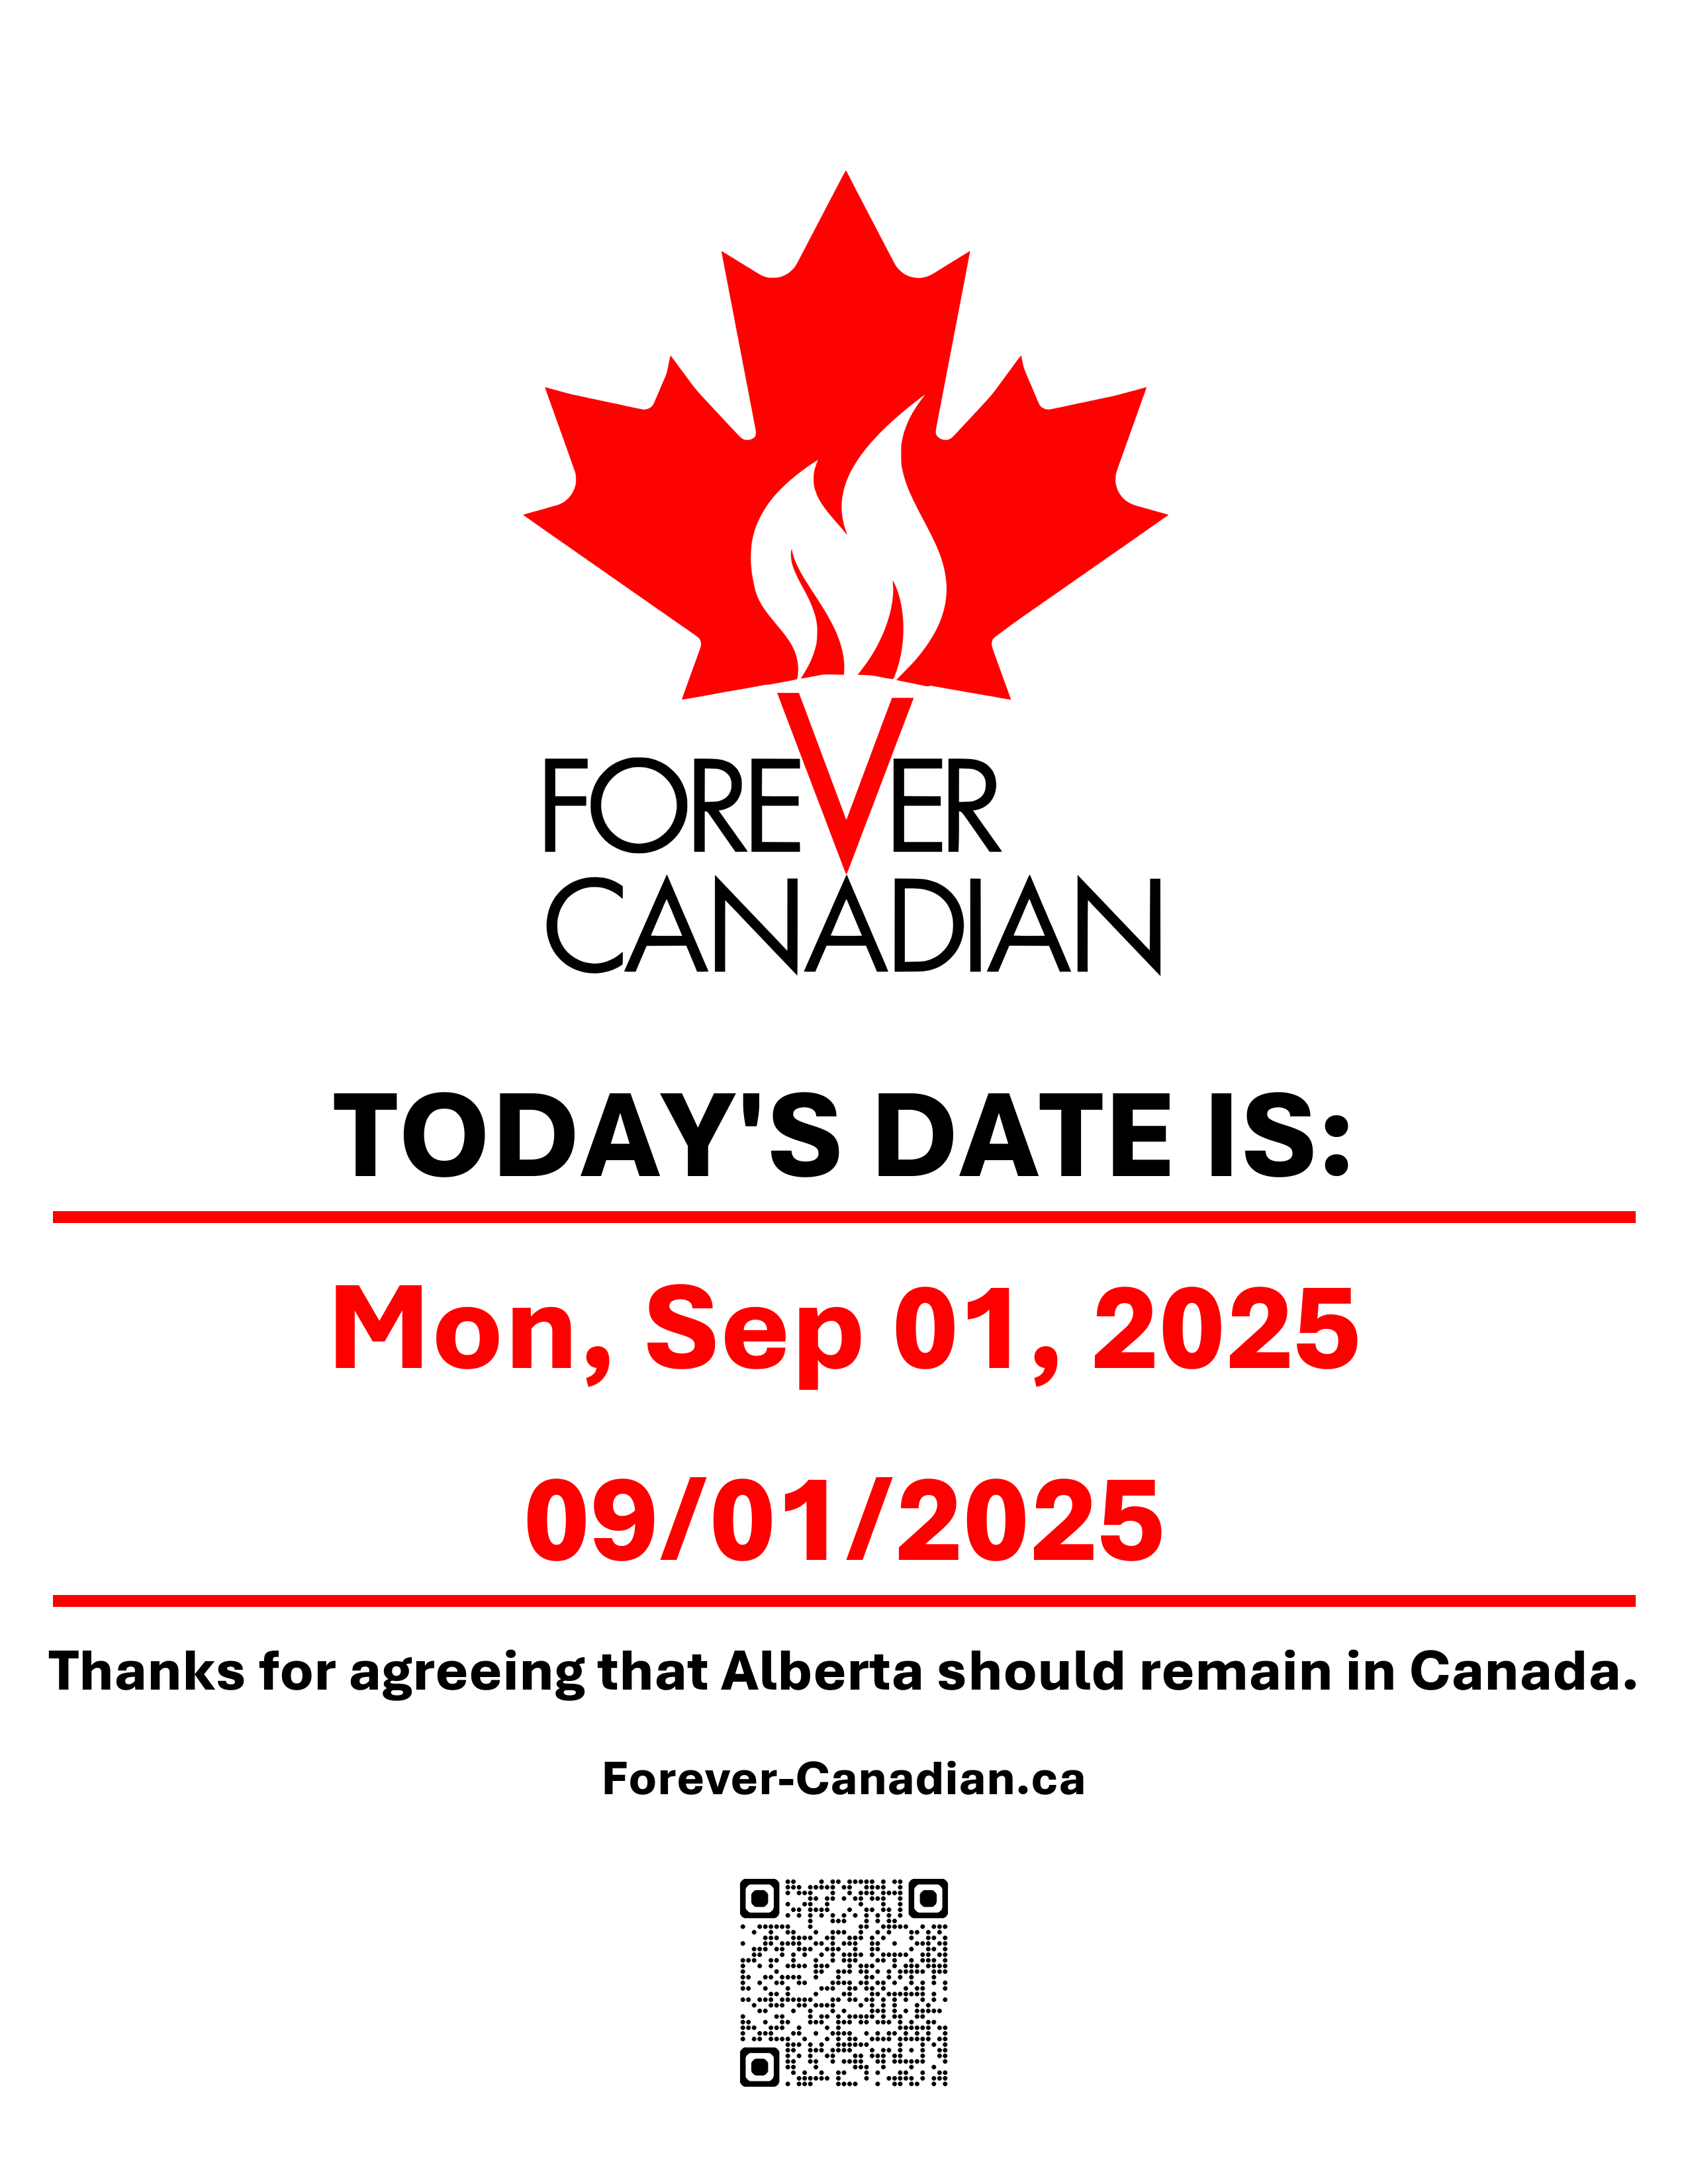 FOREVER
CANADIAN
TODAY'S DATE IS:
Mon, Sep 01, 2025
09/01/2025
Thanks for agreeing that Alberta should remain in Canada.
Forever-Canadian.ca